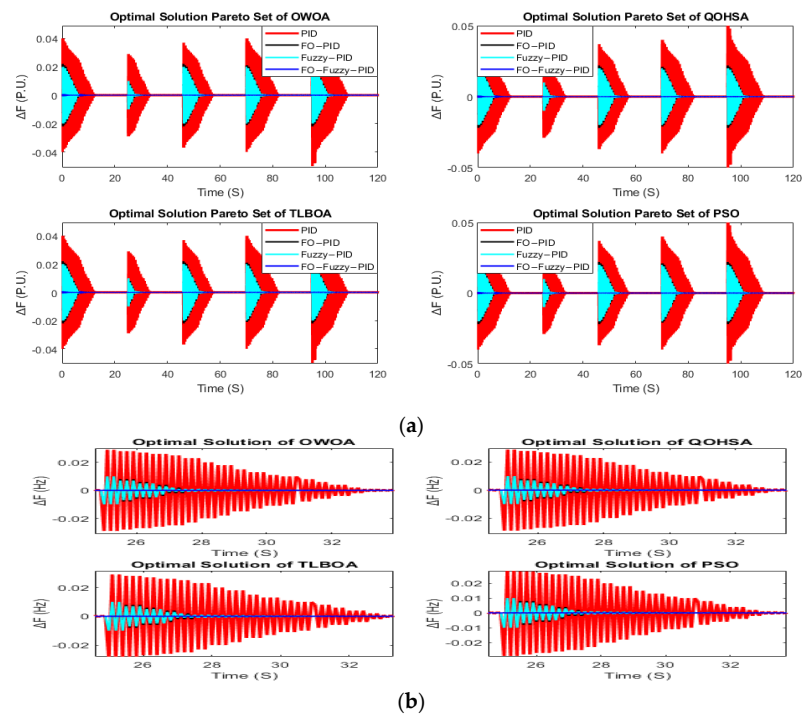 Optimal Solution Pareto Set of OWOA
0.04
0.02
0
-0.02
-0.04
ΔF (P.U.)
PID
FO-PID
Fuzzy-PID
FO-Fuzzy-PID
0 20 40 60 80 100 120
Time (S)
Optimal Solution Pareto Set of QOHSA
0.05
0
-0.05
ΔF (P.U.)
PID
FO-PID
Fuzzy-PID
FO-Fuzzy-PID
0 20 40 60 80 100 120
Time (S)
Optimal Solution Pareto Set of TLBOA
0.04
0.02
0
-0.02
-0.04
ΔF (P.U.)
PID
FO-PID
Fuzzy-PID
FO-Fuzzy-PID
0 20 40 60 80 100 120
Time (S)
Optimal Solution Pareto Set of PSO
0.05
0
-0.05
ΔF (P.U.)
PID
FO-PID
Fuzzy-PID
FO-Fuzzy-PID
0 20 40 60 80 100 120
Time (S)
(a)
Optimal Solution of OWOA
0.02
0
-0.02
ΔF (Hz)
26 28 30 32
Time (S)
Optimal Solution of QOHSA
0.02
0
-0.02
ΔF (Hz)
26 28 30 32
Time (S)
Optimal Solution of TLBOA
0.02
0
-0.02
ΔF (Hz)
26 28 30 32
Time (S)
Optimal Solution of PSO
0.02
0.01
0
-0.01
-0.02
ΔF (Hz)
26 28 30 32
Time (S)
(b)